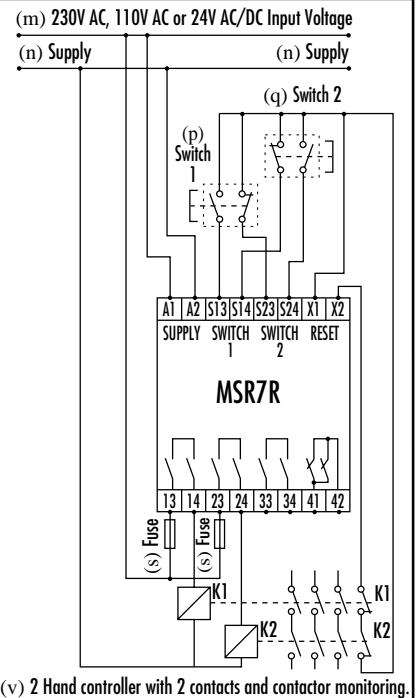 (m) 230V AC, 110V AC or 24V AC/DC Input Voltage
(n) Supply (n) Supply
(q) Switch 2
(p)
Switch
1
A1 A2 S13 S14 S23 S24 X1 X2
SUPPLY SWITCH SWITCH RESET
1 2
MSR7R
13 14 23 24 33 34 41 42
(s) Fuse (s) Fuse
K1 K1
K2 K2
(v) 2 Hand controller with 2 contacts and contactor monitoring.